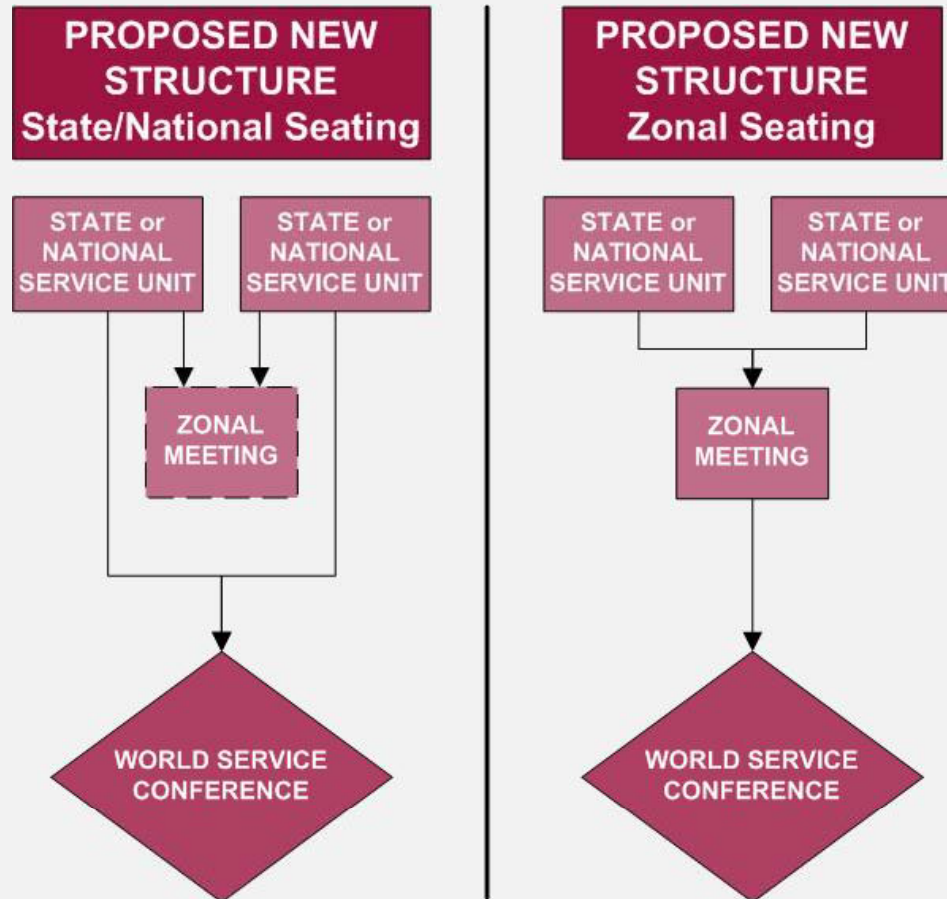 PROPOSED NEW
STRUCTURE
State/National Seating
STATE or
NATIONAL
SERVICE UNIT
STATE or
NATIONAL
SERVICE UNIT
ZONAL
MEETING
WORLD SERVICE
CONFERENCE
PROPOSED NEW
STRUCTURE
Zonal Seating
STATE or
NATIONAL
SERVICE UNIT
STATE or
NATIONAL
SERVICE UNIT
ZONAL
MEETING
WORLD SERVICE
CONFERENCE